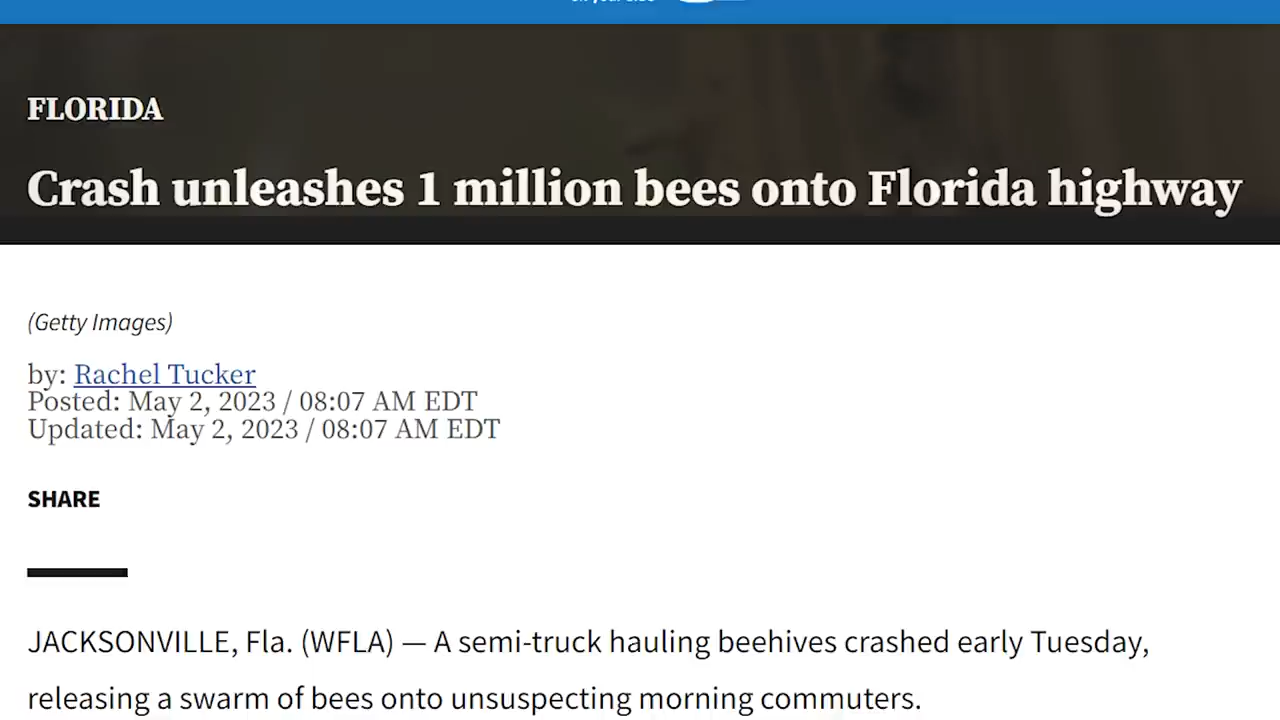 FLORIDA
Crash unleashes 1 million bees onto Florida highway
(Getty Images)
by: Rachel Tucker
Posted: May 2, 2023 / 08:07 AM EDT
Updated: May 2, 2023 / 08:07 AM EDT
SHARE
JACKSONVILLE, Fla. (WFLA) — A semi-truck hauling beehives crashed early Tuesday,
releasing a swarm of bees onto unsuspecting morning commuters.